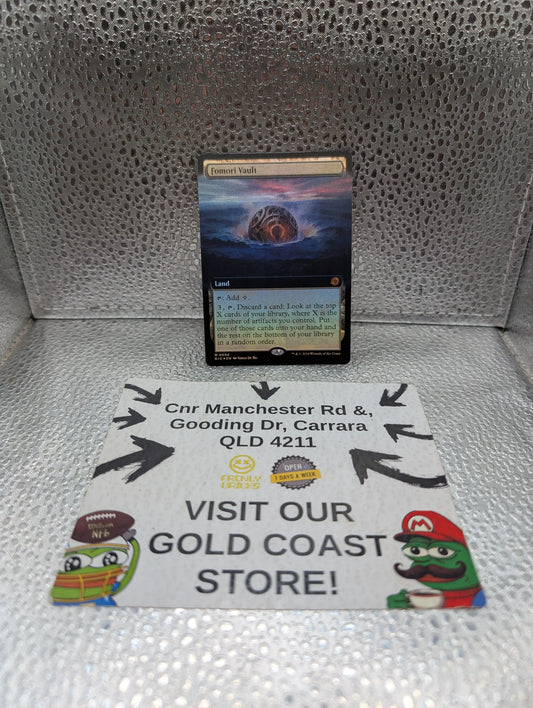 Fomori Vault
Land
: Add .
3, , Discard a card: Look at the top
X cards of your library, where X is the
number of artifacts you control. Put
one of those cards into your hand and
the rest on the bottom of your library
in a random order.
Cnr Manchester Rd &,
Gooding Dr, Carrara
QLD 4211
FRENLY
OPEN
7 DAYS A WEEK
VISIT OUR
GOLD COAST
STORE!
M